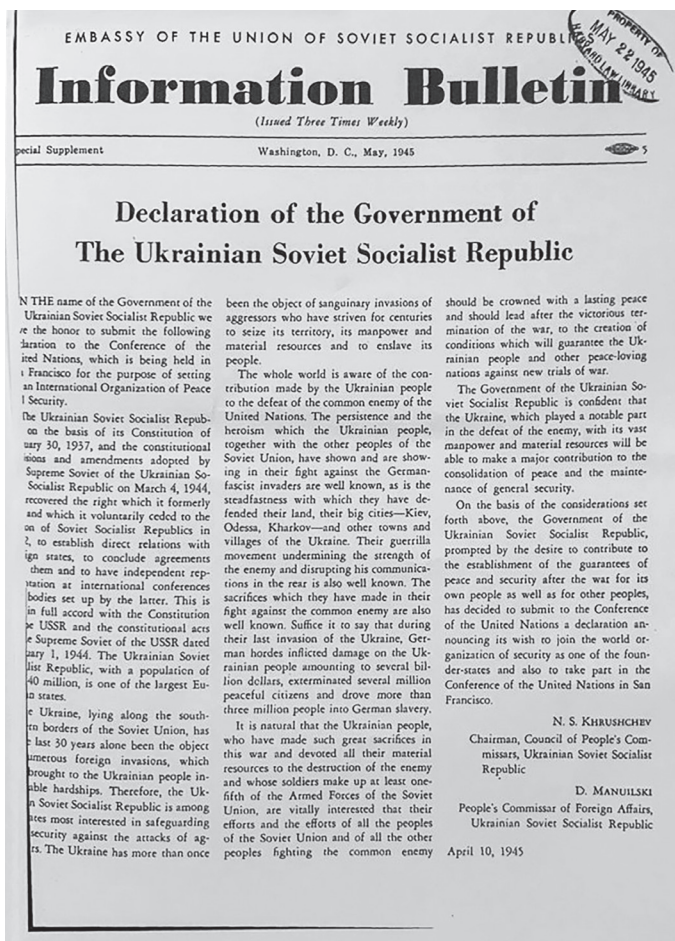 EMBASSY OF THE UNION OF SOVIET SOCIALIST REPUBLICS
PROPERTY OF
MAY 22 1945
HARVARD LAW LIBRARY
Information Bulletin
(Issued Three Times Weekly)
pecial Supplement
Washington, D. C., May, 1945
5
Declaration of the Government of
The Ukrainian Soviet Socialist Republic
N THE name of the Government of the
Ukrainian Soviet Socialist Republic we
ve the honor to submit the following
laration to the Conference of the
ited Nations, which is being held in
Francisco for the purpose of setting
an International Organization of Peace
Security.
The Ukrainian Soviet Socialist Repub-
on the basis of its Constitution of
uary 30, 1937, and the constitutional
isions and amendments adopted by
Supreme Soviet of the Ukrainian So-
Socialist Republic on March 4, 1944,
recovered the right which it formerly
and which it voluntarily ceded to the
on of Soviet Socialist Republics in
, to establish direct relations with
ign states, to conclude agreements
them and to have independent rep-
ntation at international conferences
bodies set up by the latter. This is
in full accord with the Constitution
e USSR and the constitutional acts
e Supreme Soviet of the USSR dated
uary 1, 1944. The Ukrainian Soviet
list Republic, with a population of
40 million, is one of the largest Eu-
n states.
e Ukraine, lying along the south-
rn borders of the Soviet Union, has
e last 30 years alone been the object
umerous foreign invasions, which
brought to the Ukrainian people in-
able hardships. Therefore, the Uk-
n Soviet Socialist Republic is among
ates most interested in safeguarding
security against the attacks of ag-
rs. The Ukraine has more than once
been the object of sanguinary invasions of
aggressors who have striven for centuries
to seize its territory, its manpower and
material resources and to enslave its
people.
The whole world is aware of the con-
tribution made by the Ukrainian people
to the defeat of the common enemy of the
United Nations. The persistence and the
heroism which the Ukrainian people,
together with the other peoples of the
Soviet Union, have shown and are show-
ing in their fight against the German-
fascist invaders are well known, as is the
steadfastness with which they have de-
fended their land, their big cities—Kiev,
Odessa, Kharkov—and other towns and
villages of the Ukraine. Their guerrilla
movement undermining the strength of
the enemy and disrupting his communica-
tions in the rear is also well known. The
sacrifices which they have made in their
fight against the common enemy are also
well known. Suffice it to say that during
their last invasion of the Ukraine, Ger-
man hordes inflicted damage on the Uk-
rainian people amounting to several bil-
lion dollars, exterminated several million
peaceful citizens and drove more than
three million people into German slavery.
It is natural that the Ukrainian people,
who have made such great sacrifices in
this war and devoted all their material
resources to the destruction of the enemy
and whose soldiers make up at least one-
fifth of the Armed Forces of the Soviet
Union, are vitally interested that their
efforts and the efforts of all the peoples
of the Soviet Union and of all the other
peoples fighting the common enemy
should be crowned with a lasting peace
and should lead after the victorious ter-
mination of the war, to the creation of
conditions which will guarantee the Uk-
rainian people and other peace-loving
nations against new trials of war.
The Government of the Ukrainian So-
viet Socialist Republic is confident that
the Ukraine, which played a notable part
in the defeat of the enemy, with its vast
manpower and material resources will be
able to make a major contribution to the
consolidation of peace and the mainte-
nance of general security.
On the basis of the considerations set
forth above, the Government of the
Ukrainian Soviet Socialist Republic,
prompted by the desire to contribute to
the establishment of the guarantees of
peace and security after the war for its
own people as well as for other peoples,
has decided to submit to the Conference
of the United Nations a declaration an-
nouncing its wish to join the world or-
ganization of security as one of the foun-
der-states and also to take part in the
Conference of the United Nations in San
Francisco.
N. S. KHRUSHCHEV
Chairman, Council of People's Com-
missars, Ukrainian Soviet Socialist
Republic
D. MANUILSKI
People's Commissar of Foreign Affairs,
Ukrainian Soviet Socialist Republic
April 10, 1945